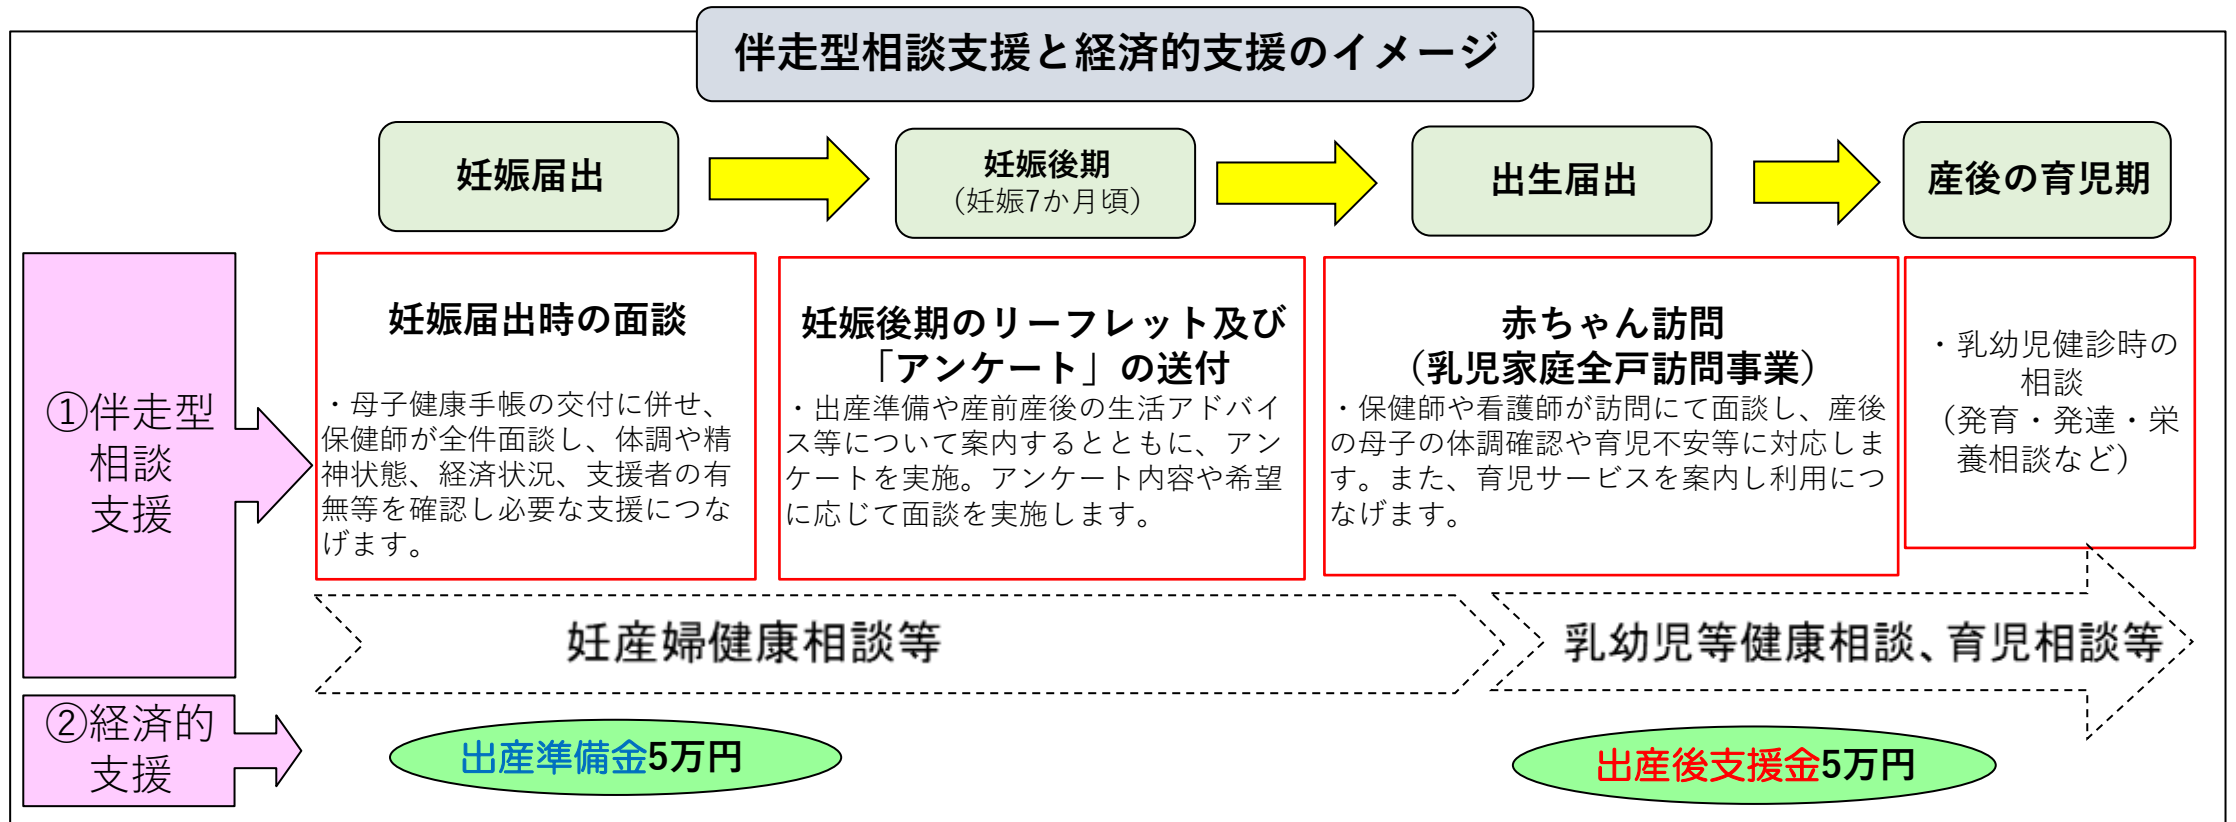 伴走型相談支援と経済的支援のイメージ
妊娠届出
妊娠後期
（妊娠7か月頃）
出生届出
産後の育児期
①伴走型
相談
支援
妊娠届出時の面談
・母子健康手帳の交付に併せ、
保健師が全件面談し、体調や精
神状態、経済状況、支援者の有
無等を確認し必要な支援につな
げます。
妊娠後期のリーフレット及び
「アンケート」の送付
・出産準備や産前産後の生活アドバイ
ス等について案内するとともに、アン
ケートを実施。アンケート内容や希望
に応じて面談を実施します。
赤ちゃん訪問
（乳児家庭全戸訪問事業）
・保健師や看護師が訪問にて面談し、産後
の母子の体調確認や育児不安等に対応しま
す。また、育児サービスを案内し利用につ
なげます。
・乳幼児健診時の
相談
（発育・発達・栄
養相談など）
妊産婦健康相談等
乳幼児等健康相談、育児相談等
②経済的
支援
出産準備金5万円
出産後支援金5万円